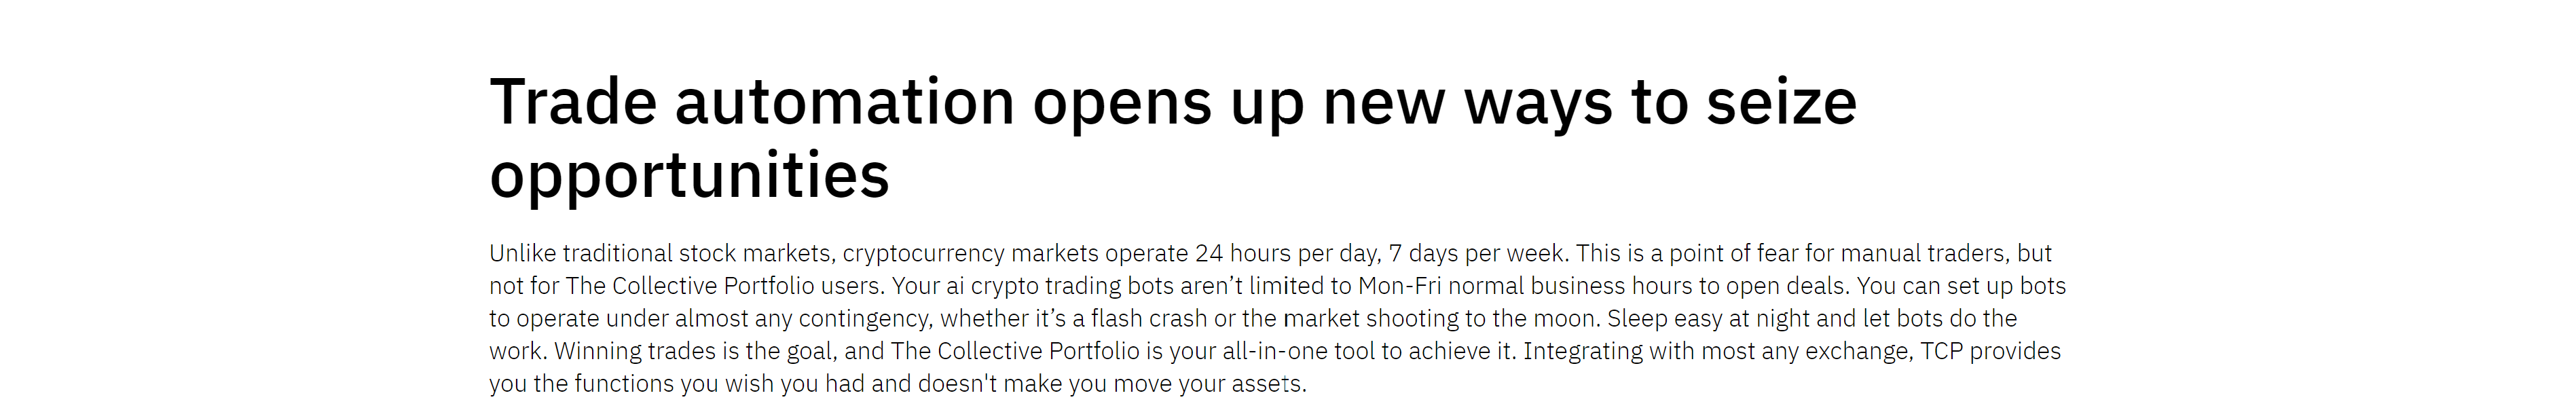 Trade automation opens up new ways to seize
opportunities
Unlike traditional stock markets, cryptocurrency markets operate 24 hours per day, 7 days per week. This is a point of fear for manual traders, but
not for The Collective Portfolio users. Your ai crypto trading bots aren’t limited to Mon-Fri normal business hours to open deals. You can set up bots
to operate under almost any contingency, whether it’s a flash crash or the market shooting to the moon. Sleep easy at night and let bots do the
work. Winning trades is the goal, and The Collective Portfolio is your all-in-one tool to achieve it. Integrating with most any exchange, TCP provides
you the functions you wish you had and doesn't make you move your assets.